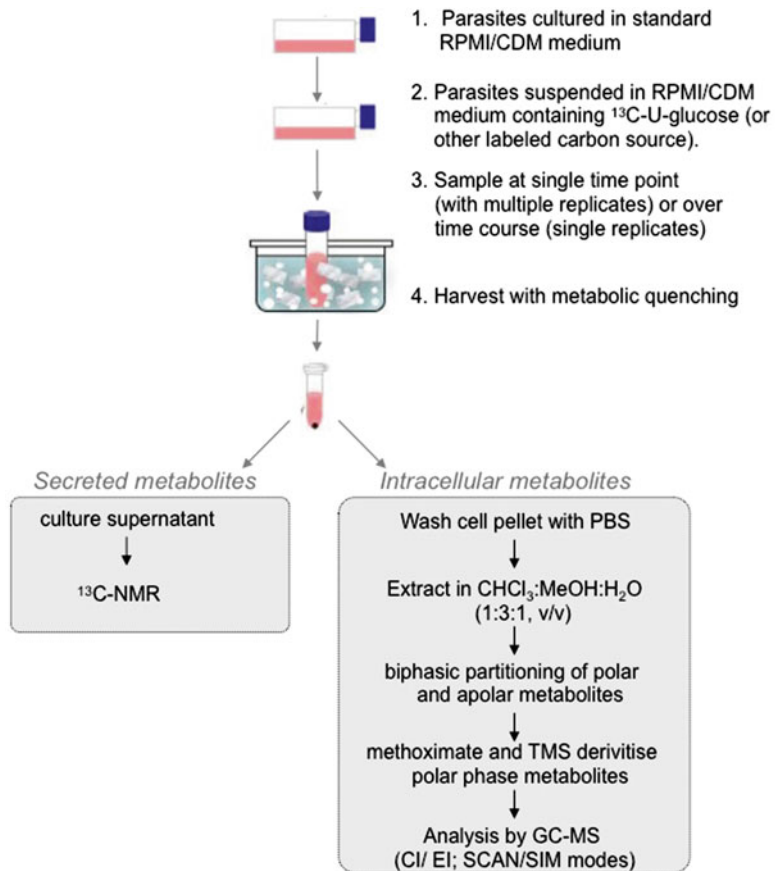 1. Parasites cultured in standard
RPMI/CDM medium
2. Parasites suspended in RPMI/CDM
medium containing ¹³C-U-glucose (or
other labeled carbon source).
3. Sample at single time point
(with multiple replicates) or over
time course (single replicates)
4. Harvest with metabolic quenching
Secreted metabolites
culture supernatant
¹³C-NMR
Intracellular metabolites
Wash cell pellet with PBS
Extract in CHCl₃:MeOH:H₂O
(1:3:1, v/v)
biphasic partitioning of polar
and apolar metabolites
methoximate and TMS derivitise
polar phase metabolites
Analysis by GC-MS
(CI/ EI; SCAN/SIM modes)